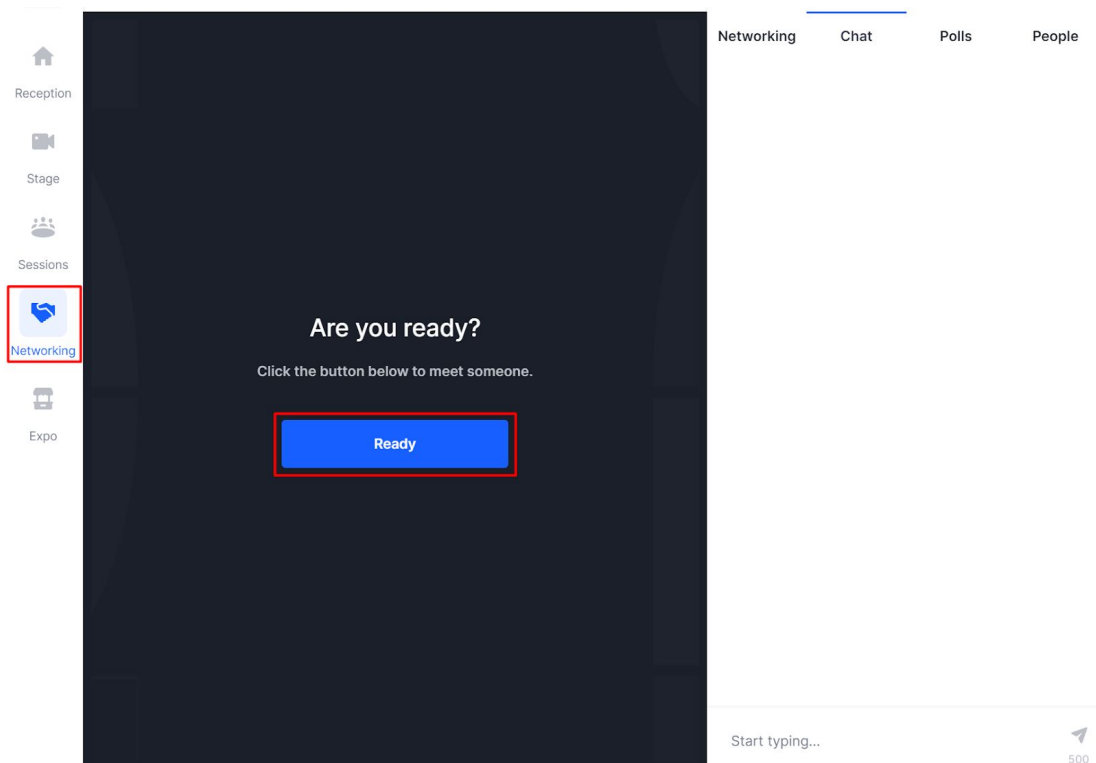 Reception
Stage
Sessions
Networking
Expo
Are you ready?
Click the button below to meet someone.
Ready
Networking Chat Polls People
Start typing...
500